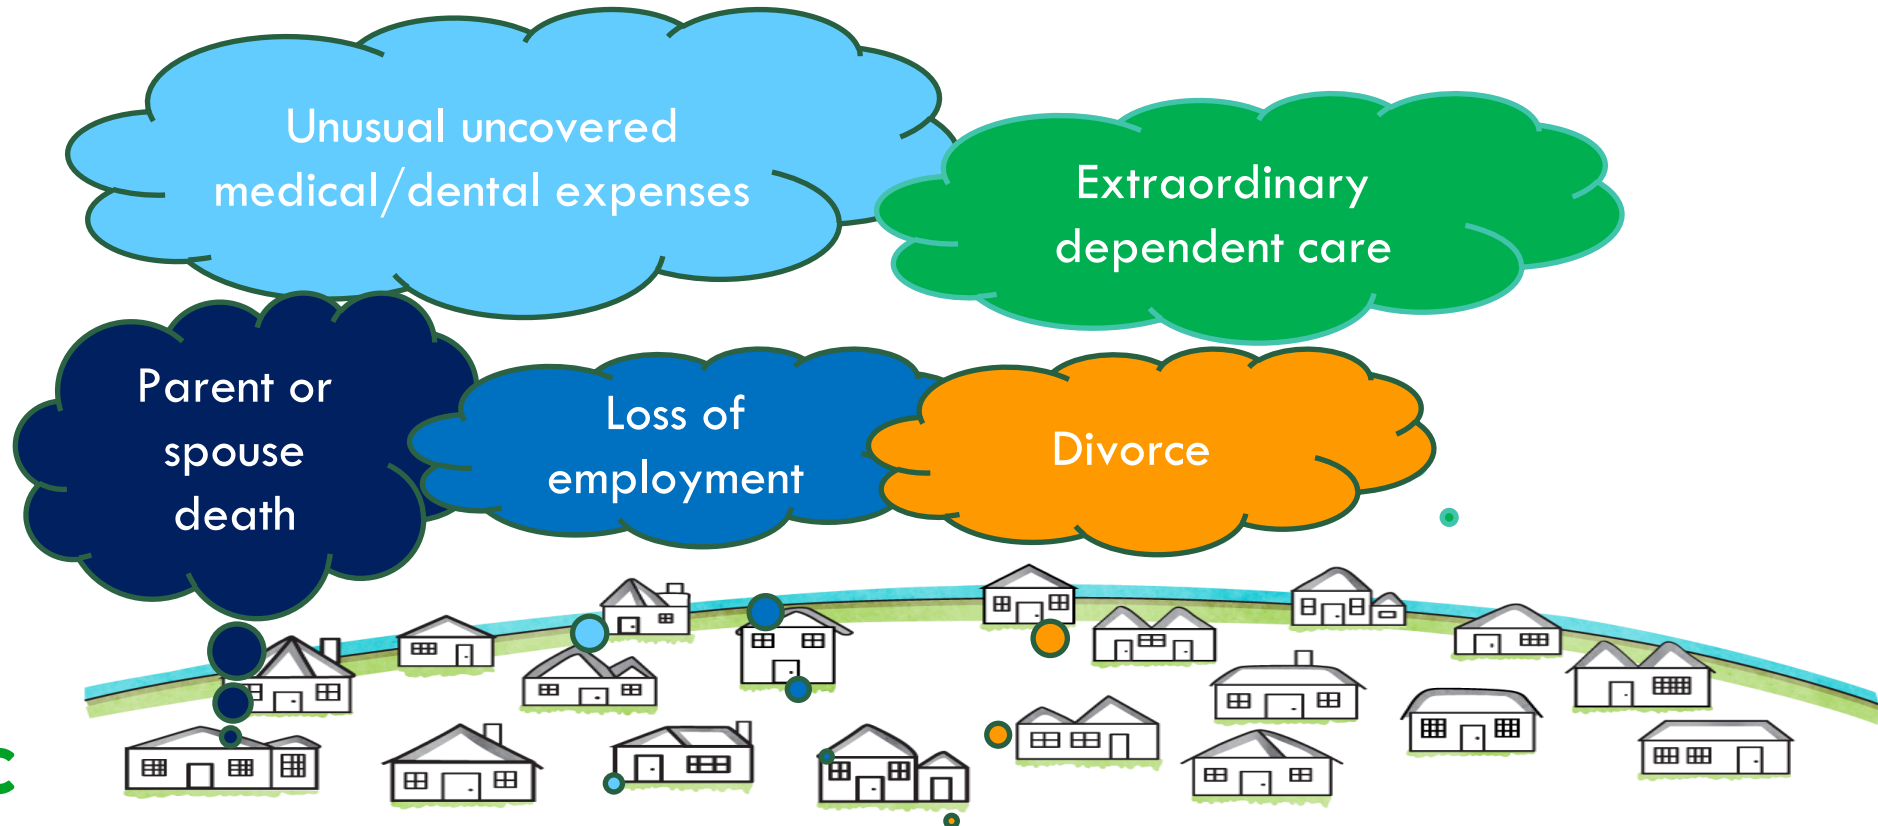 Unusual uncovered
medical/dental expenses
Extraordinary
dependent care
Parent or
spouse
death
Loss of
employment
Divorce